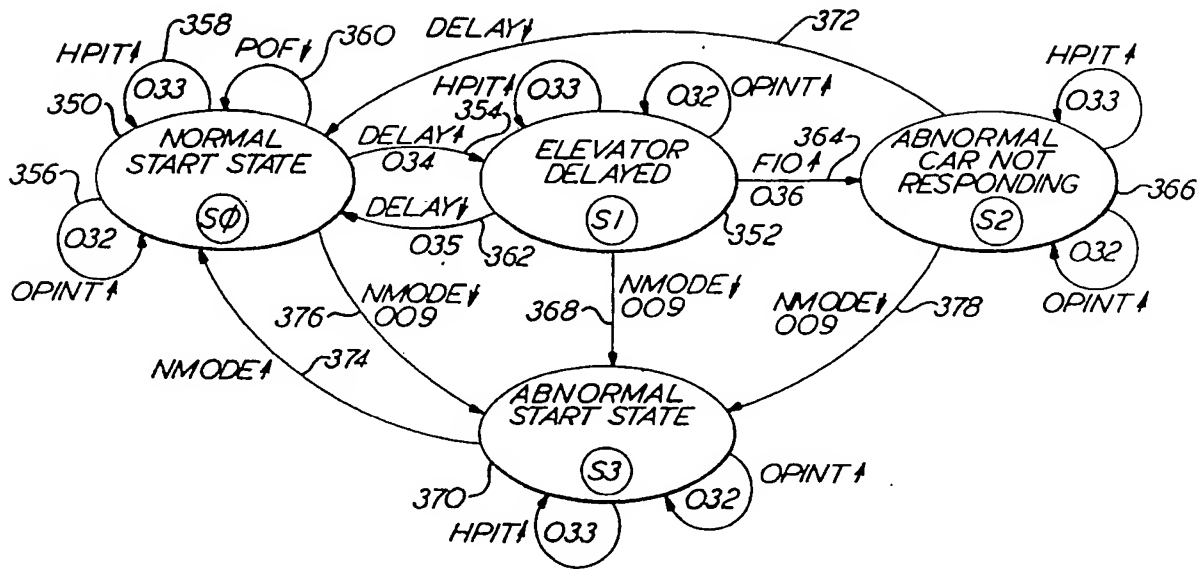 358
360
372
DELAY↓
HPIT↑
POF↓
O33
350
NORMAL
START STATE
SØ
356
O32
OPINT↑
DELAY↑
354
O34
DELAY↓
O35
362
HPIT↑
O33
O32
OPINT↑
ELEVATOR
DELAYED
S1
352
FIO↑
364
O36
HPIT↑
O33
ABNORMAL
CAR NOT
RESPONDING
S2
366
O32
OPINT↑
376
NMODE↓
OO9
368
NMODE↓
OO9
NMODE↓
OO9
378
NMODE↑
374
ABNORMAL
START STATE
S3
370
HPIT↑
O33
O32
OPINT↑